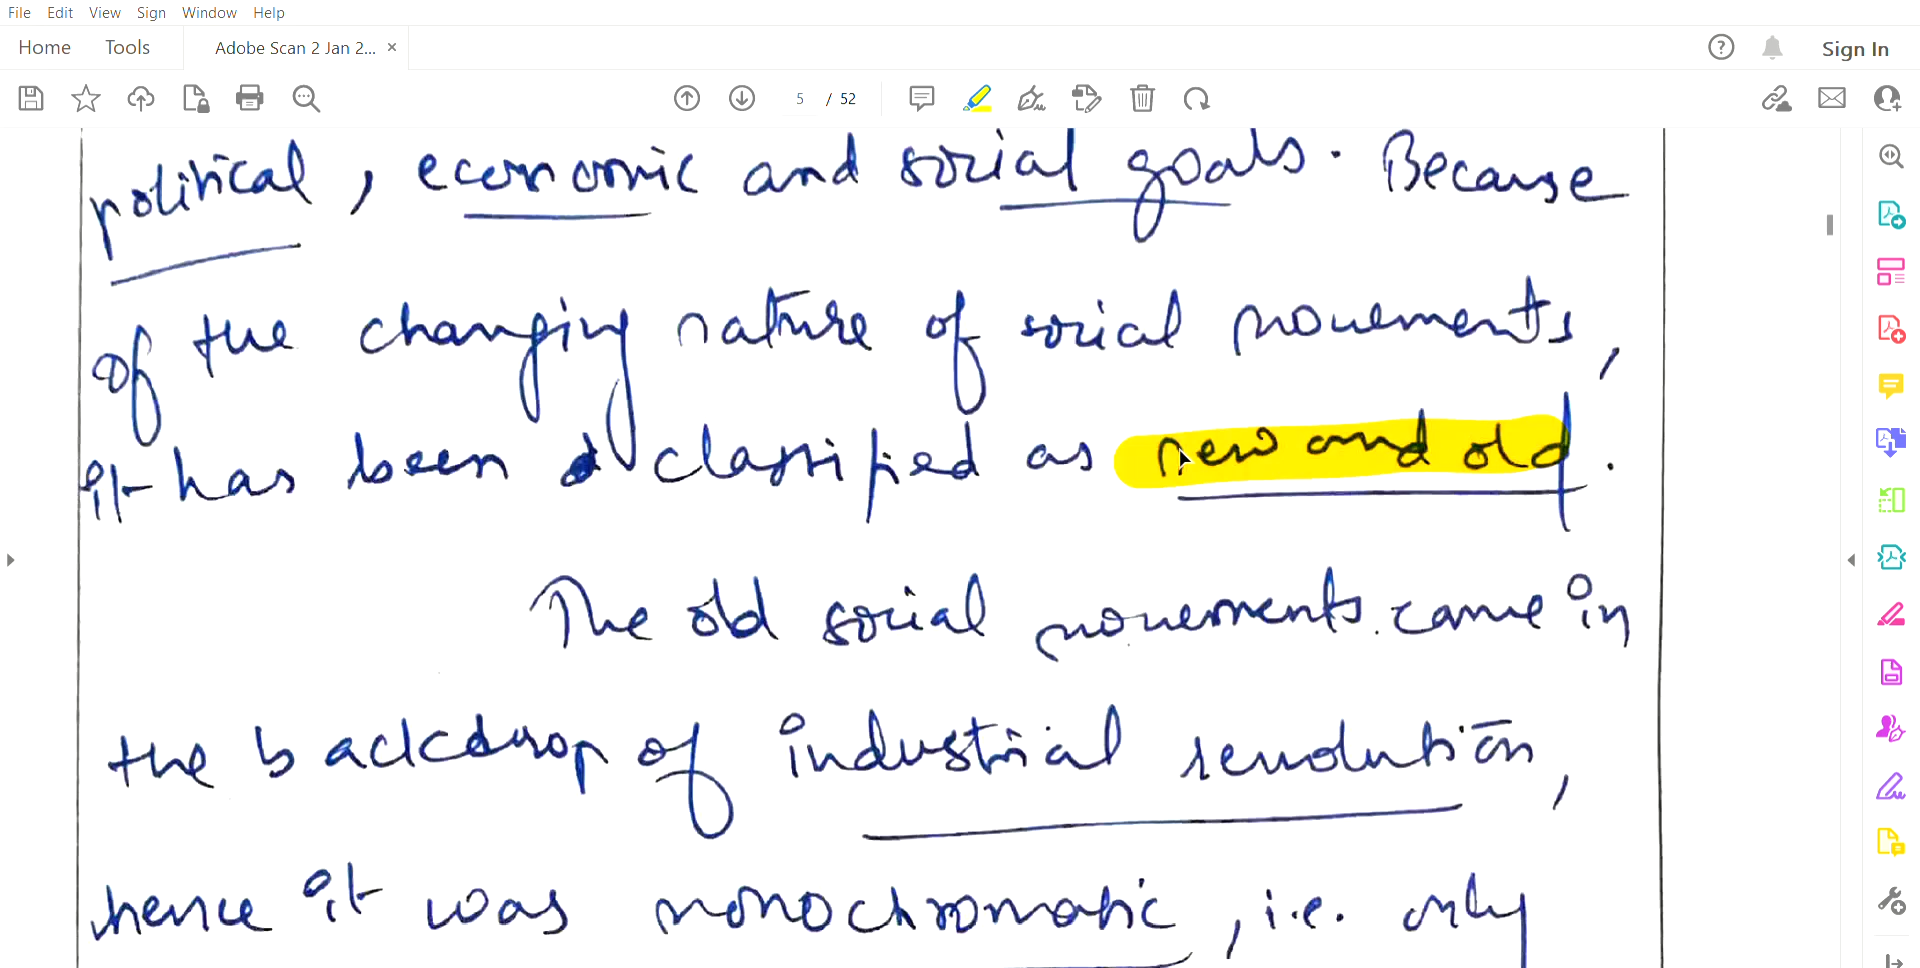 File Edit View Sign Window Help
Home Tools Adobe Scan 2 Jan 2... × Sign In
5 / 52
political, economic and social goals. Because
of the changing nature of social movements,
it has been classified as new and old.
The old social movements came in
the backdrop of industrial revolution,
hence it was monochromatic, i.e. only